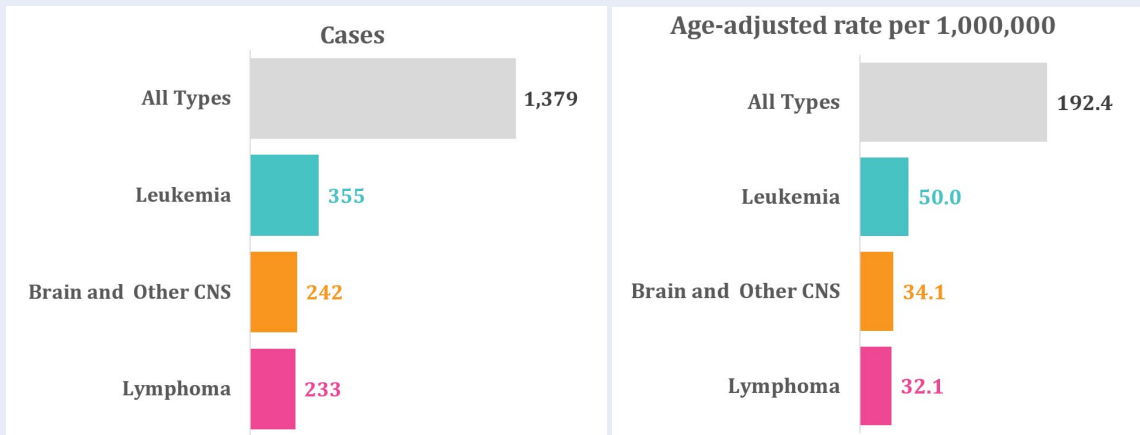 Cases
All Types 1,379
Leukemia 355
Brain and Other CNS 242
Lymphoma 233
Age-adjusted rate per 1,000,000
All Types 192.4
Leukemia 50.0
Brain and Other CNS 34.1
Lymphoma 32.1